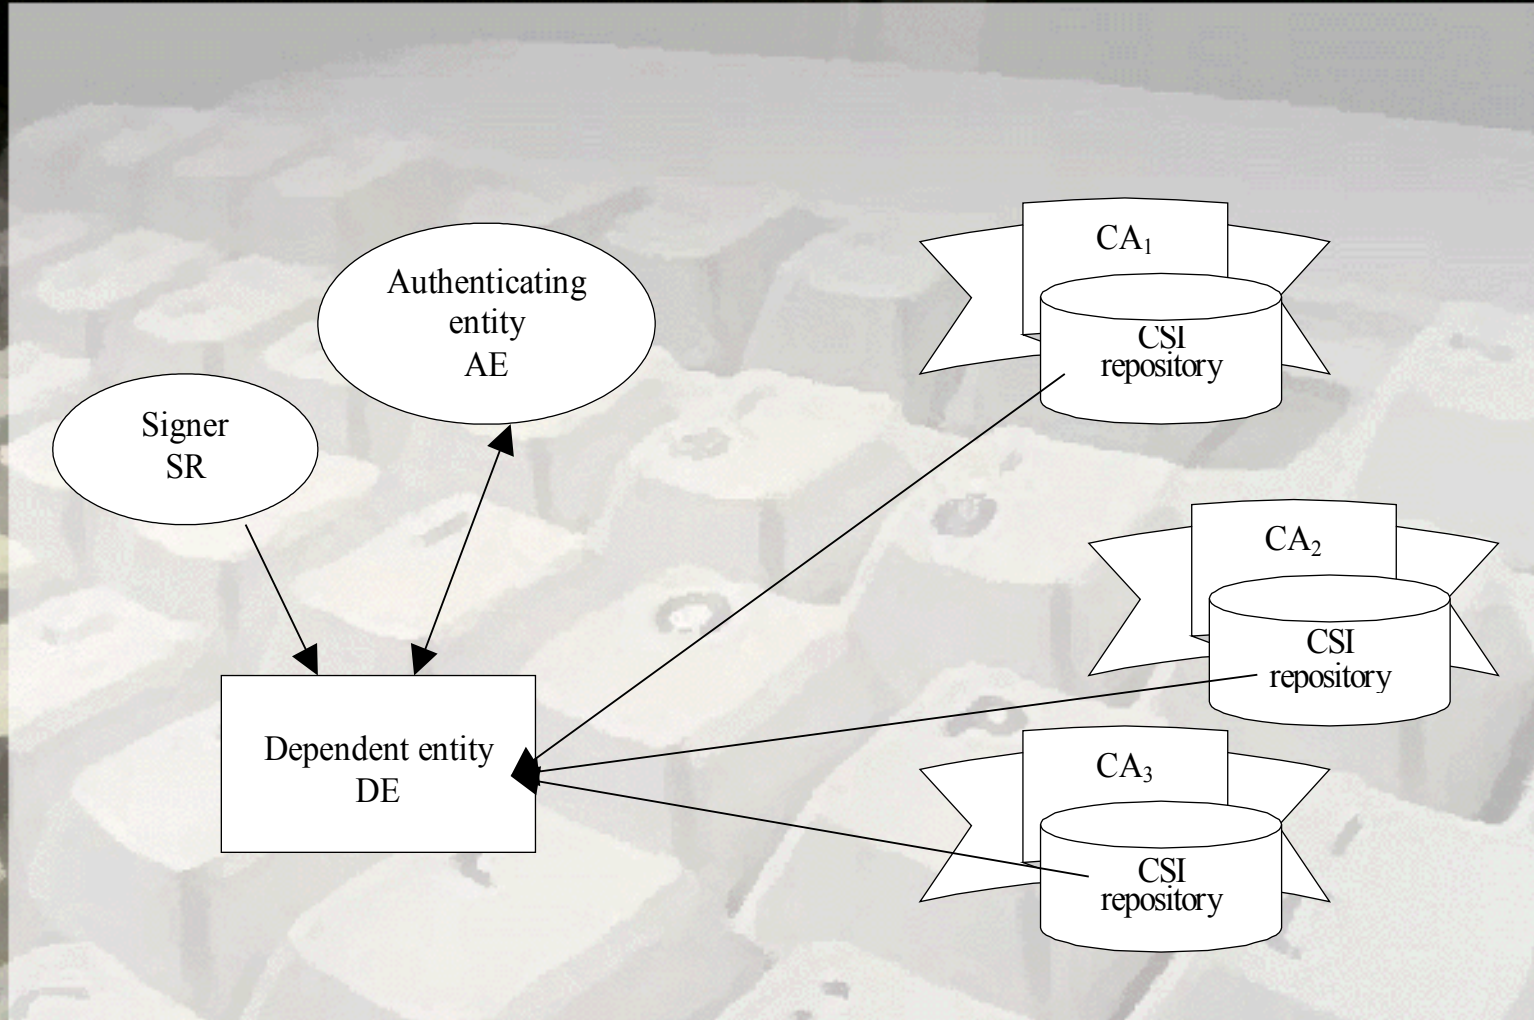 Authenticating
entity
AE
Signer
SR
Dependent entity
DE
CA₁
CSI
repository
CA₂
CSI
repository
CA₃
CSI
repository